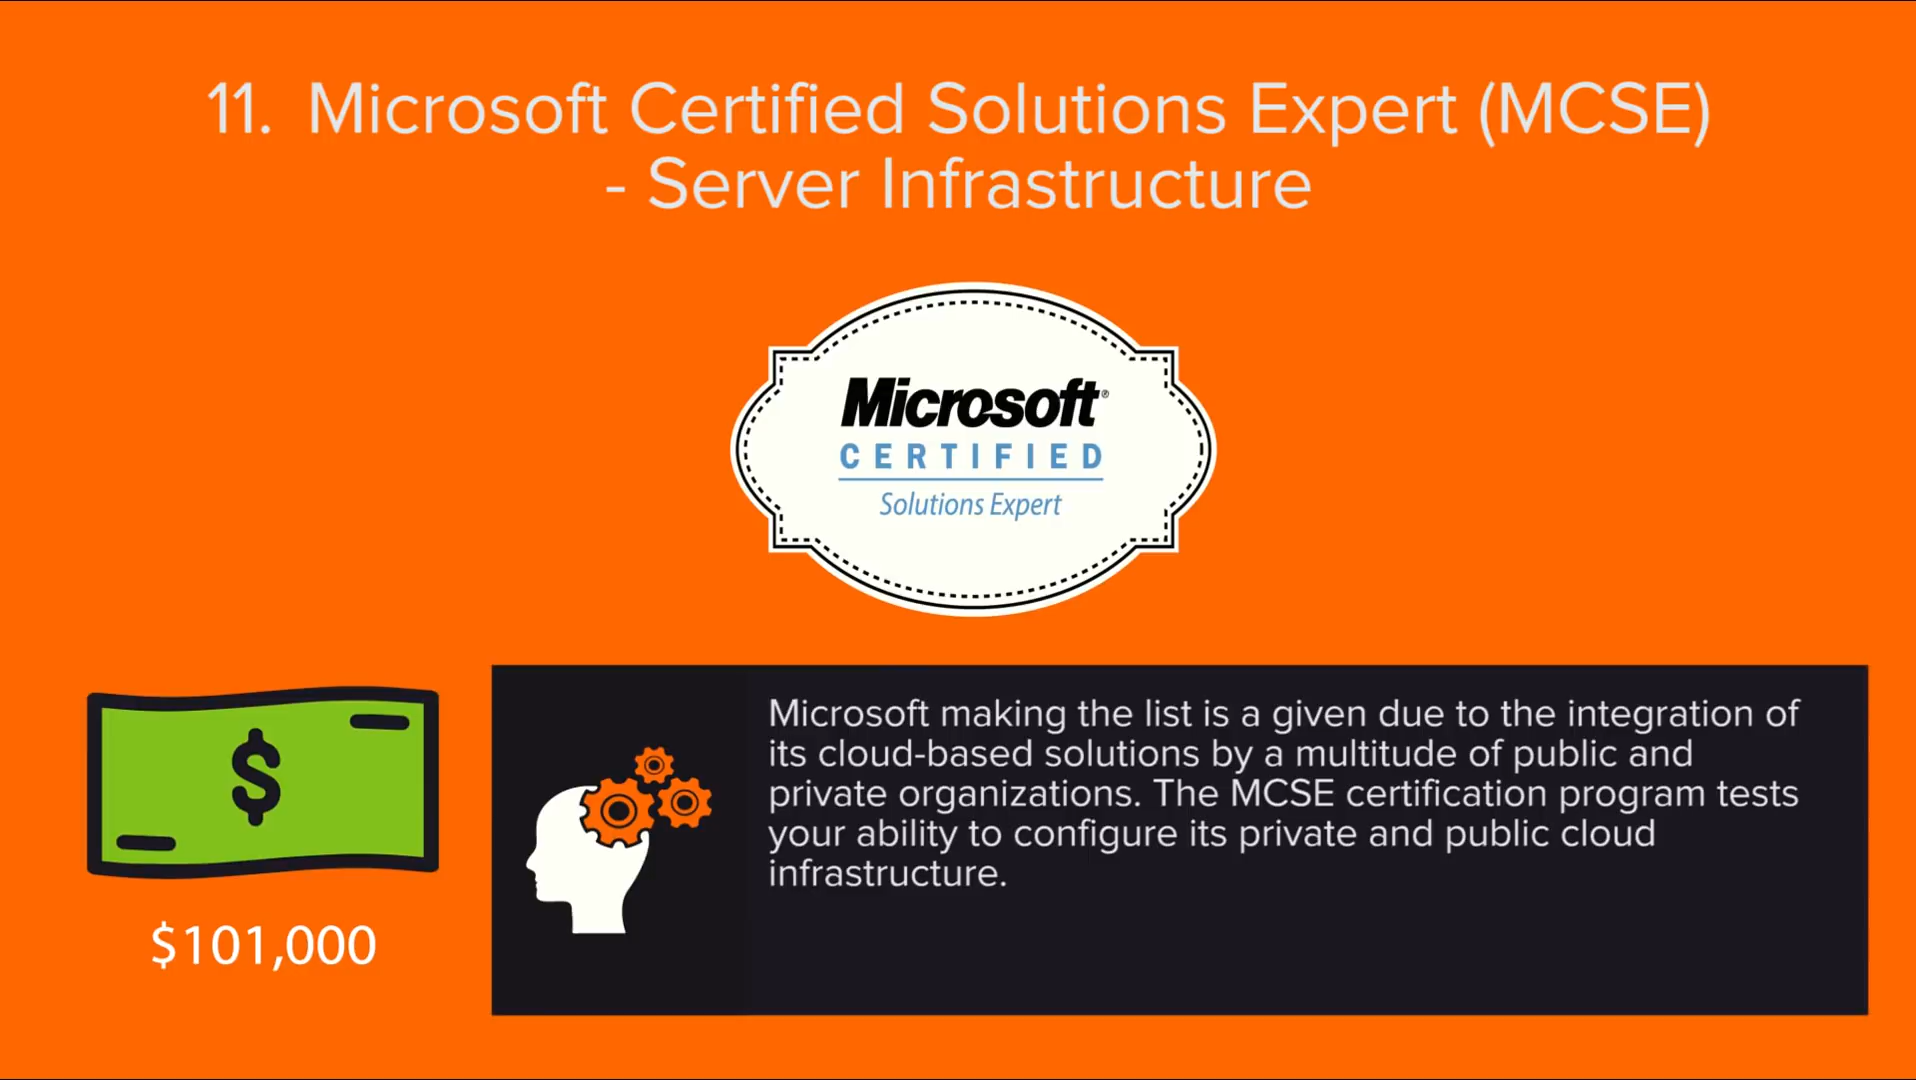 11. Microsoft Certified Solutions Expert (MCSE)
- Server Infrastructure
Microsoft®
CERTIFIED
Solutions Expert
$
$101,000
Microsoft making the list is a given due to the integration of
its cloud-based solutions by a multitude of public and
private organizations. The MCSE certification program tests
your ability to configure its private and public cloud
infrastructure.